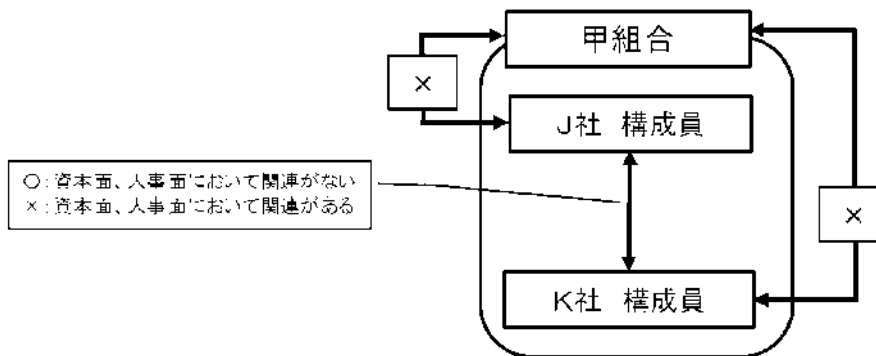 甲組合
×
J社 構成員
○:資本面、人事面において関連がない
×:資本面、人事面において関連がある
×
K社 構成員